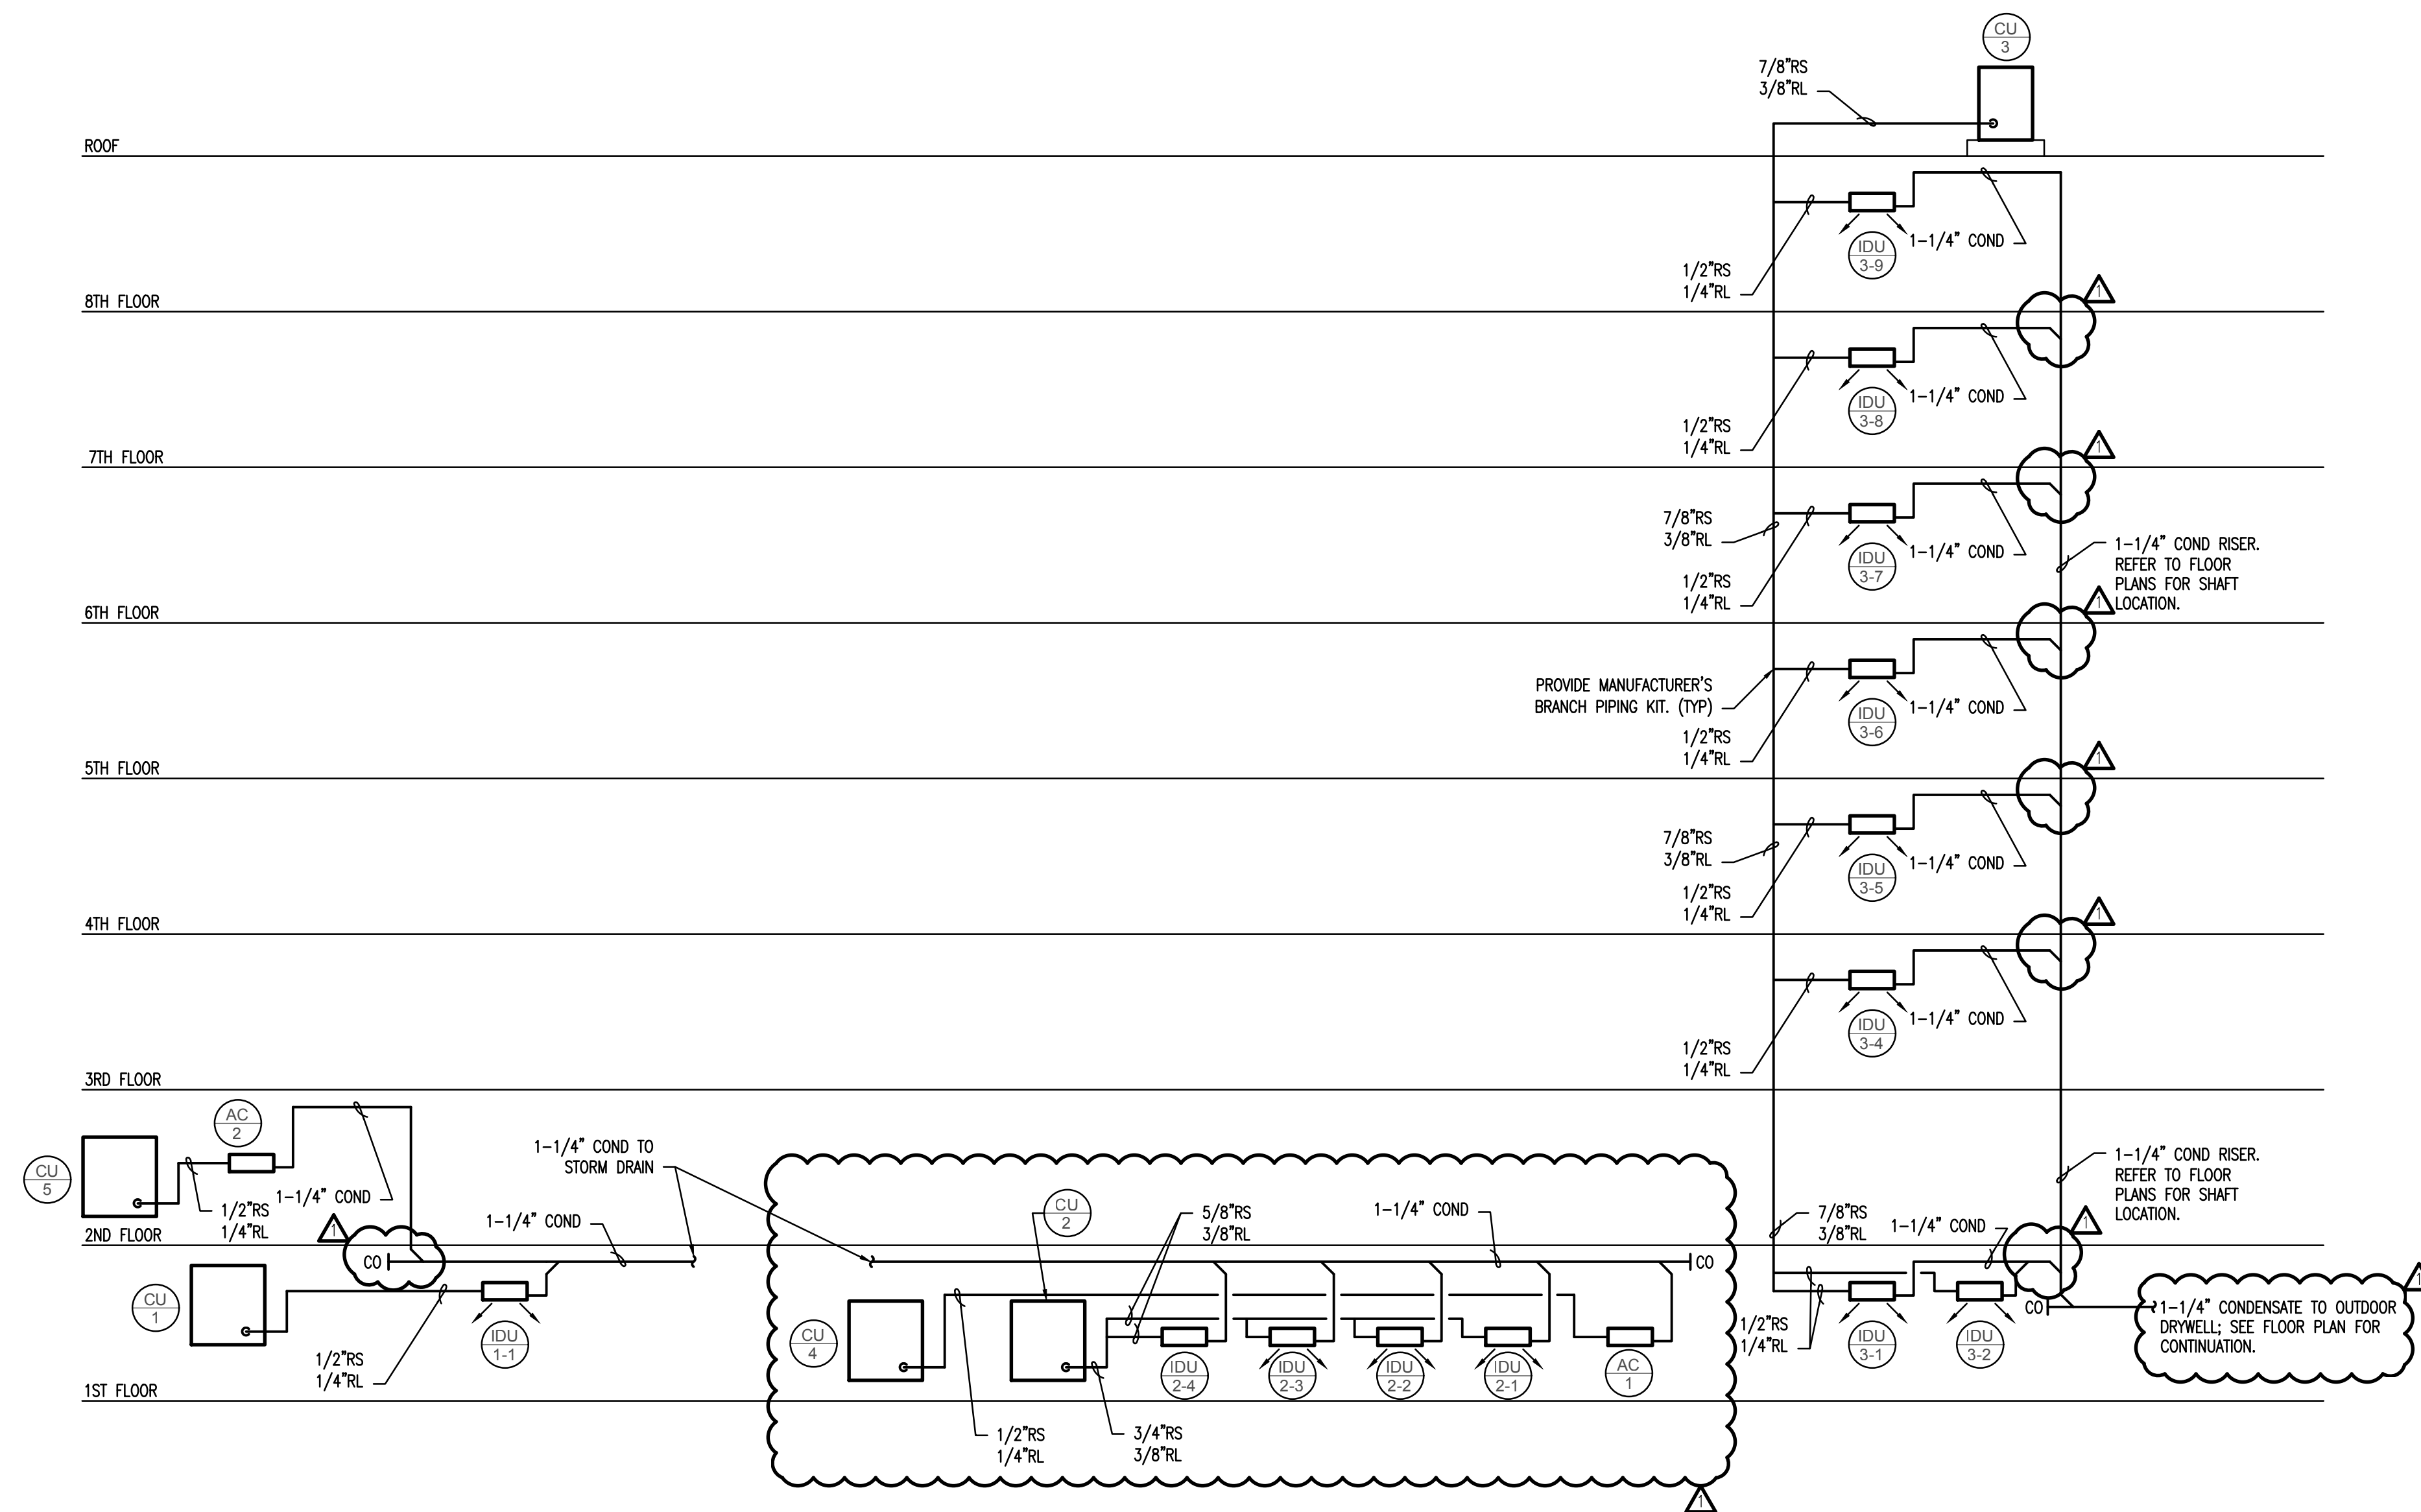 CU
3
7/8"RS
3/8"RL
ROOF
IDU
3-9
1-1/4" COND
1/2"RS
1/4"RL
8TH FLOOR
1
IDU
3-8
1-1/4" COND
1/2"RS
1/4"RL
7TH FLOOR
1
7/8"RS
3/8"RL
IDU
3-7
1-1/4" COND
1/2"RS
1/4"RL
1-1/4" COND RISER.
REFER TO FLOOR
PLANS FOR SHAFT
LOCATION.
6TH FLOOR
1
PROVIDE MANUFACTURER'S
BRANCH PIPING KIT. (TYP)
IDU
3-6
1-1/4" COND
1/2"RS
1/4"RL
5TH FLOOR
1
7/8"RS
3/8"RL
IDU
3-5
1-1/4" COND
1/2"RS
1/4"RL
4TH FLOOR
1
IDU
3-4
1-1/4" COND
1/2"RS
1/4"RL
3RD FLOOR
AC
2
CU
5
1/2"RS
1/4"RL
1-1/4" COND
1-1/4" COND TO
STORM DRAIN
1-1/4" COND
1
CU
2
5/8"RS
3/8"RL
1-1/4" COND
7/8"RS
3/8"RL
1-1/4" COND
1
1-1/4" COND RISER.
REFER TO FLOOR
PLANS FOR SHAFT
LOCATION.
2ND FLOOR
CO
CO
CU
1
IDU
1-1
1/2"RS
1/4"RL
CU
4
IDU
2-4
IDU
2-3
IDU
2-2
IDU
2-1
AC
1
1/2"RS
1/4"RL
IDU
3-1
IDU
3-2
CO
1
1-1/4" CONDENSATE TO OUTDOOR
DRYWELL; SEE FLOOR PLAN FOR
CONTINUATION.
1ST FLOOR
1/2"RS
1/4"RL
3/4"RS
3/8"RL
1